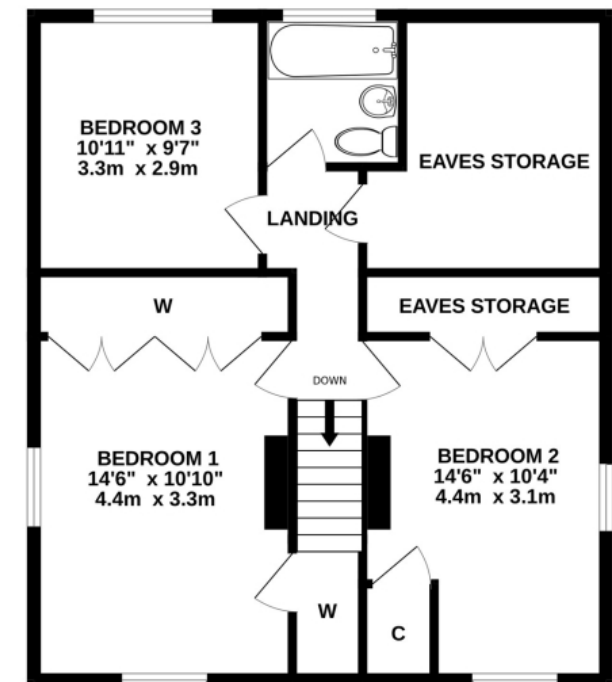 BEDROOM 3
10'11" x 9'7"
3.3m x 2.9m
EAVES STORAGE
LANDING
W
EAVES STORAGE
DOWN
BEDROOM 1
14'6" x 10'10"
4.4m x 3.3m
BEDROOM 2
14'6" x 10'4"
4.4m x 3.1m
W
C